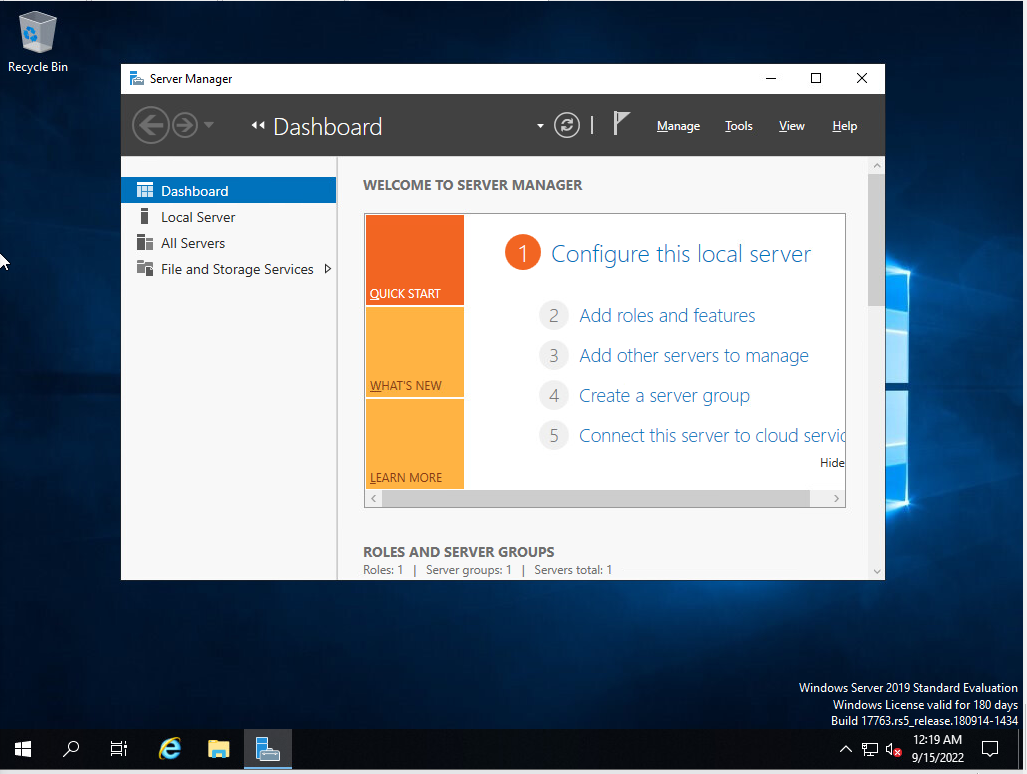 Recycle Bin
Server Manager
Dashboard
Manage
Tools
View
Help
Dashboard
Local Server
All Servers
File and Storage Services
WELCOME TO SERVER MANAGER
QUICK START
WHAT'S NEW
LEARN MORE
1 Configure this local server
2 Add roles and features
3 Add other servers to manage
4 Create a server group
5 Connect this server to cloud servic
Hide
ROLES AND SERVER GROUPS
Roles: 1 | Server groups: 1 | Servers total: 1
Windows Server 2019 Standard Evaluation
Windows License valid for 180 days
Build 17763.rs5_release.180914-1434
12:19 AM
9/15/2022